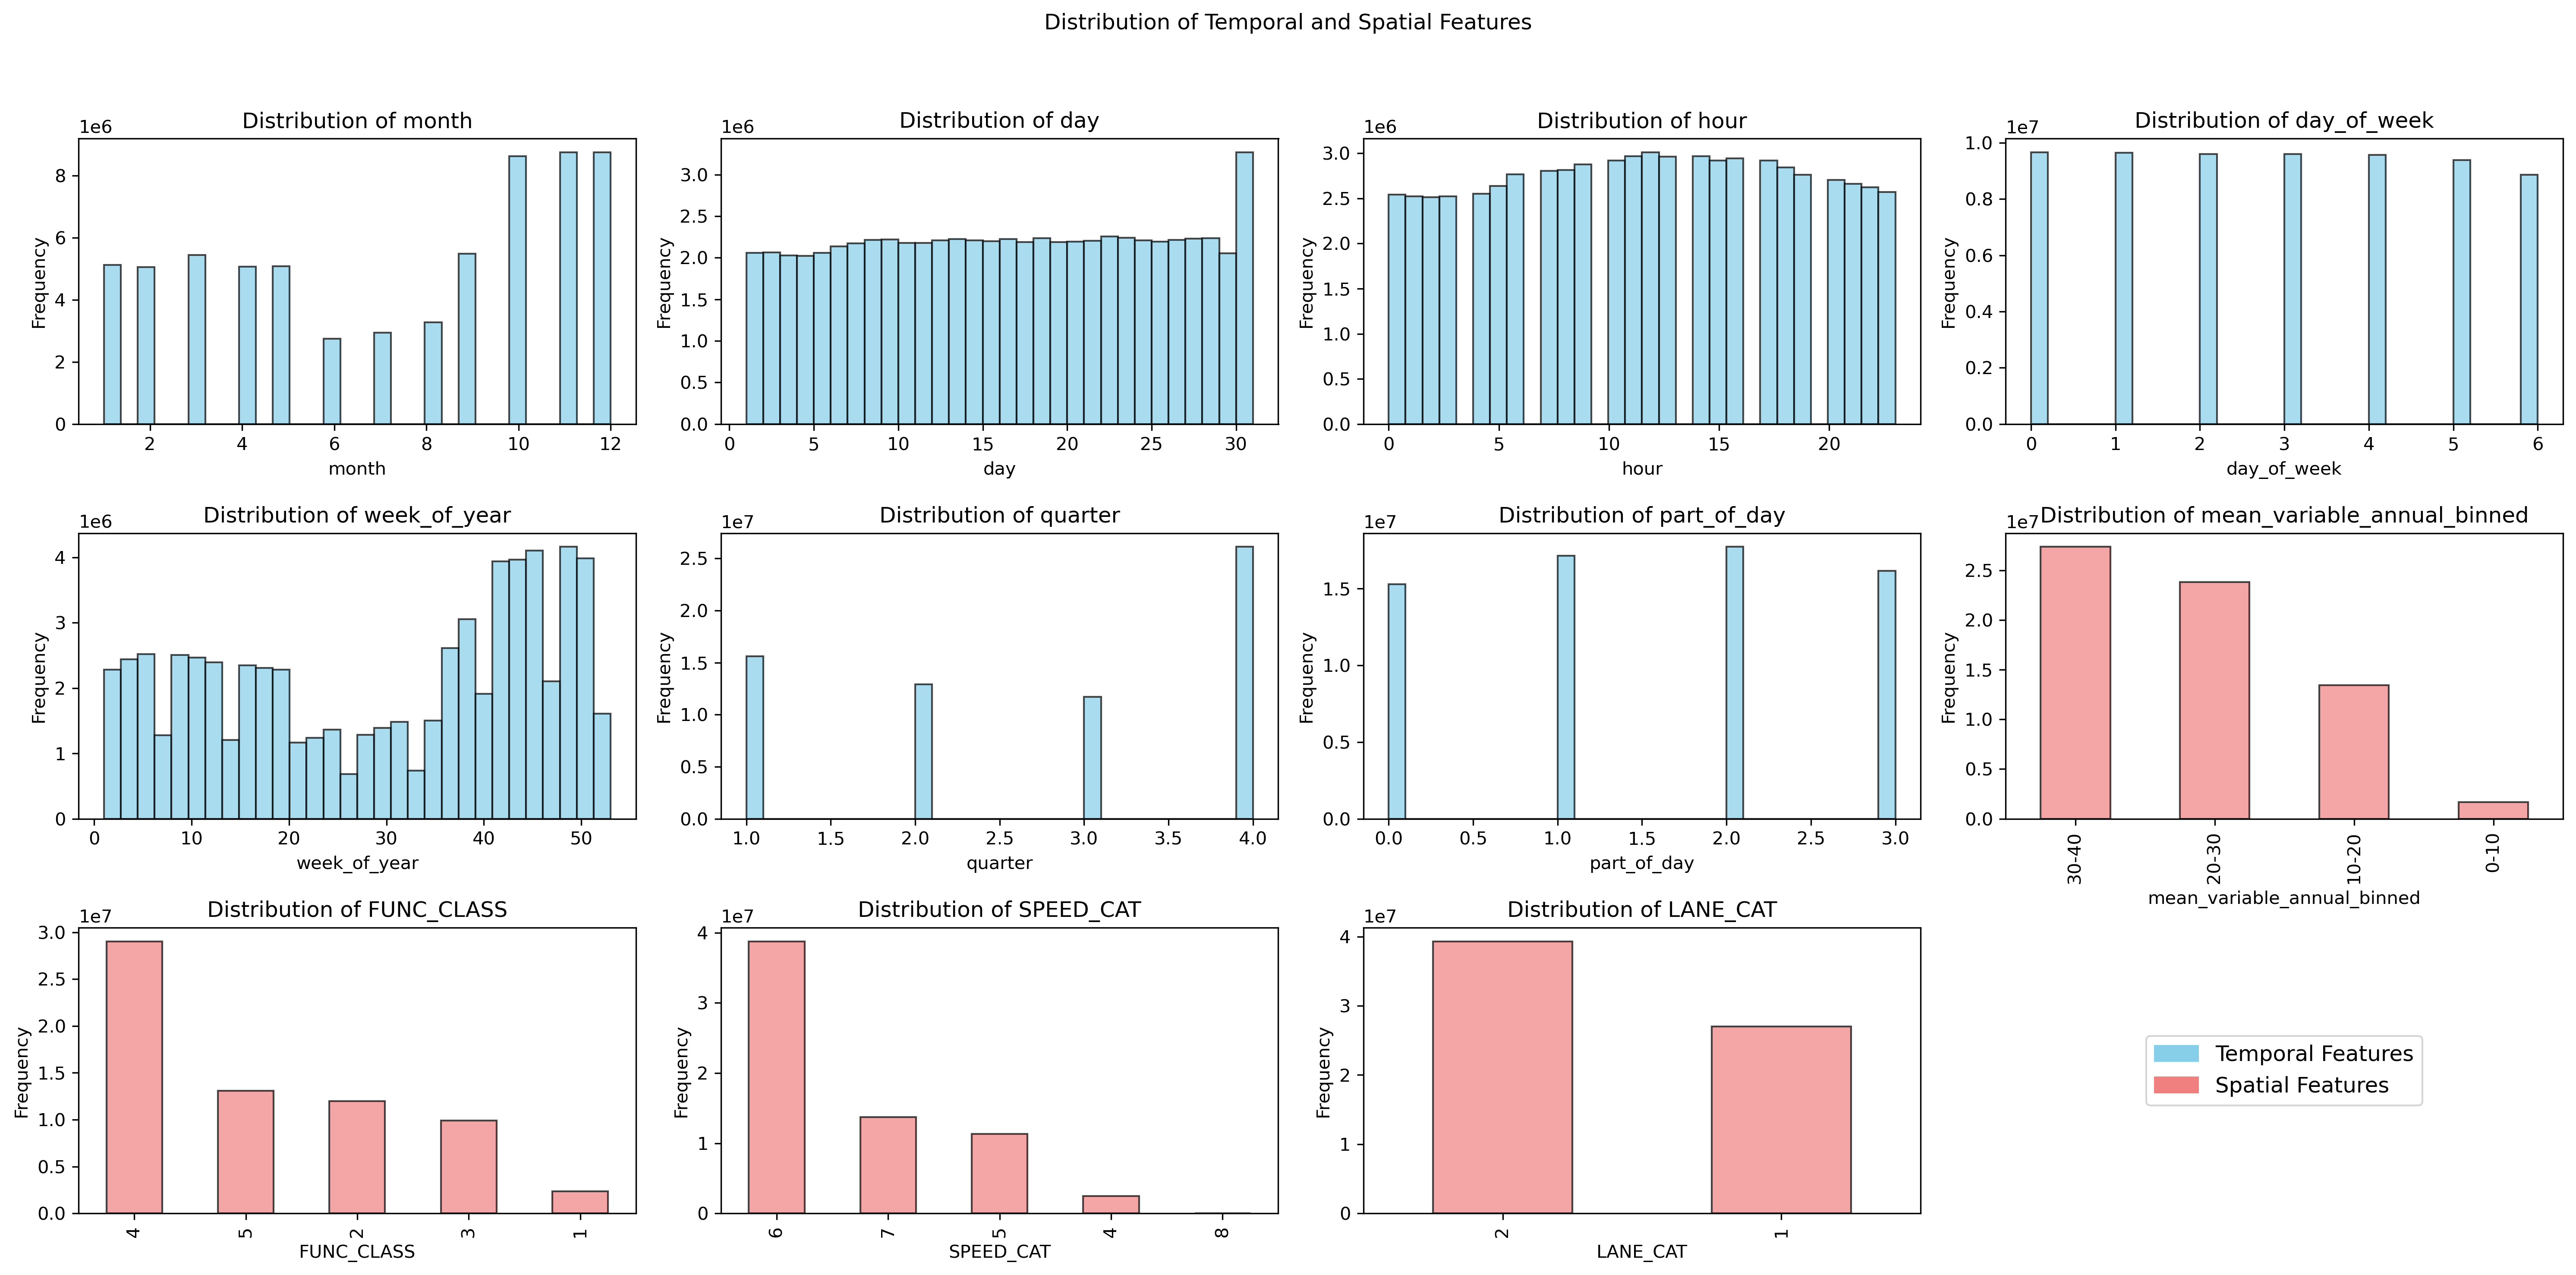 Distribution of Temporal and Spatial Features
Distribution of month
1e6
8
6
4
2
0
Frequency
2 4 6 8 10 12
month
Distribution of day
1e6
3.0
2.5
2.0
1.5
1.0
0.5
0.0
Frequency
0 5 10 15 20 25 30
day
Distribution of hour
1e6
3.0
2.5
2.0
1.5
1.0
0.5
0.0
Frequency
0 5 10 15 20
hour
Distribution of day_of_week
1e7
1.0
0.8
0.6
0.4
0.2
0.0
Frequency
0 1 2 3 4 5 6
day_of_week
Distribution of week_of_year
1e6
4
3
2
1
0
Frequency
0 10 20 30 40 50
week_of_year
Distribution of quarter
1e7
2.5
2.0
1.5
1.0
0.5
0.0
Frequency
1.0 1.5 2.0 2.5 3.0 3.5 4.0
quarter
Distribution of part_of_day
1e7
1.5
1.0
0.5
0.0
Frequency
0.0 0.5 1.0 1.5 2.0 2.5 3.0
part_of_day
Distribution of mean_variable_annual_binned
1e7
2.5
2.0
1.5
1.0
0.5
0.0
Frequency
30-40 20-30 10-20 0-10
mean_variable_annual_binned
Distribution of FUNC_CLASS
1e7
3.0
2.5
2.0
1.5
1.0
0.5
0.0
Frequency
4 5 2 3 1
FUNC_CLASS
Distribution of SPEED_CAT
1e7
4
3
2
1
0
Frequency
6 7 5 4 8
SPEED_CAT
Distribution of LANE_CAT
1e7
4
3
2
1
0
Frequency
2 1
LANE_CAT
Temporal Features
Spatial Features